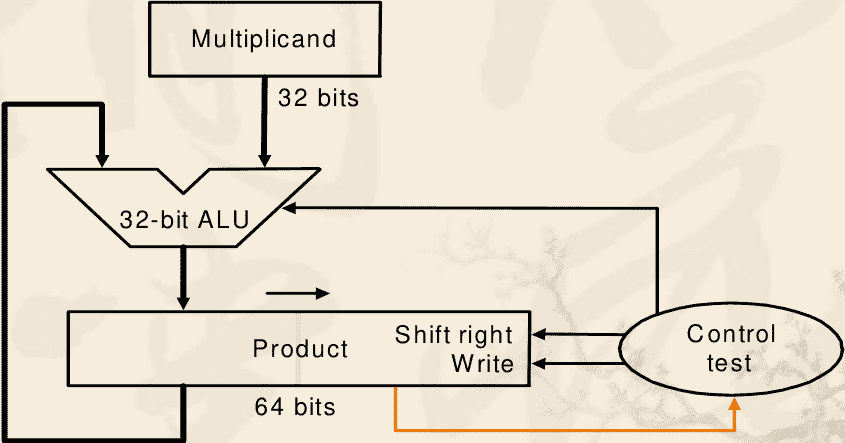 Multiplicand
32 bits
32-bit ALU
Product
Shift right
Write
Control
test
64 bits